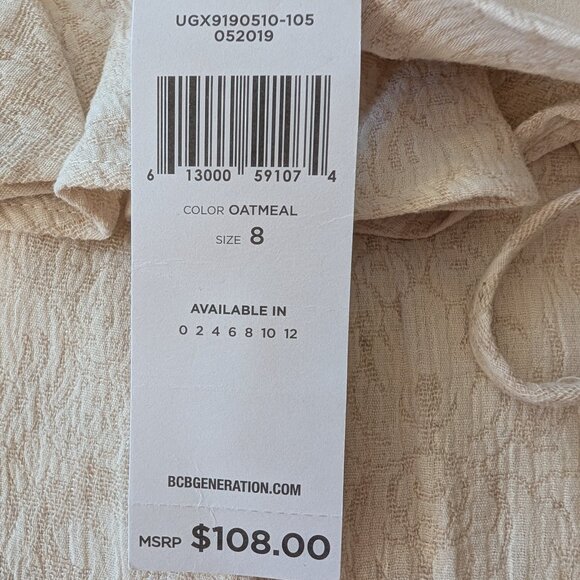 UGX9190510-105
052019
6 13000 59107 4
COLOR OATMEAL
SIZE 8
AVAILABLE IN
0 2 4 6 8 10 12
BCBGENERATION.COM
MSRP $108.00